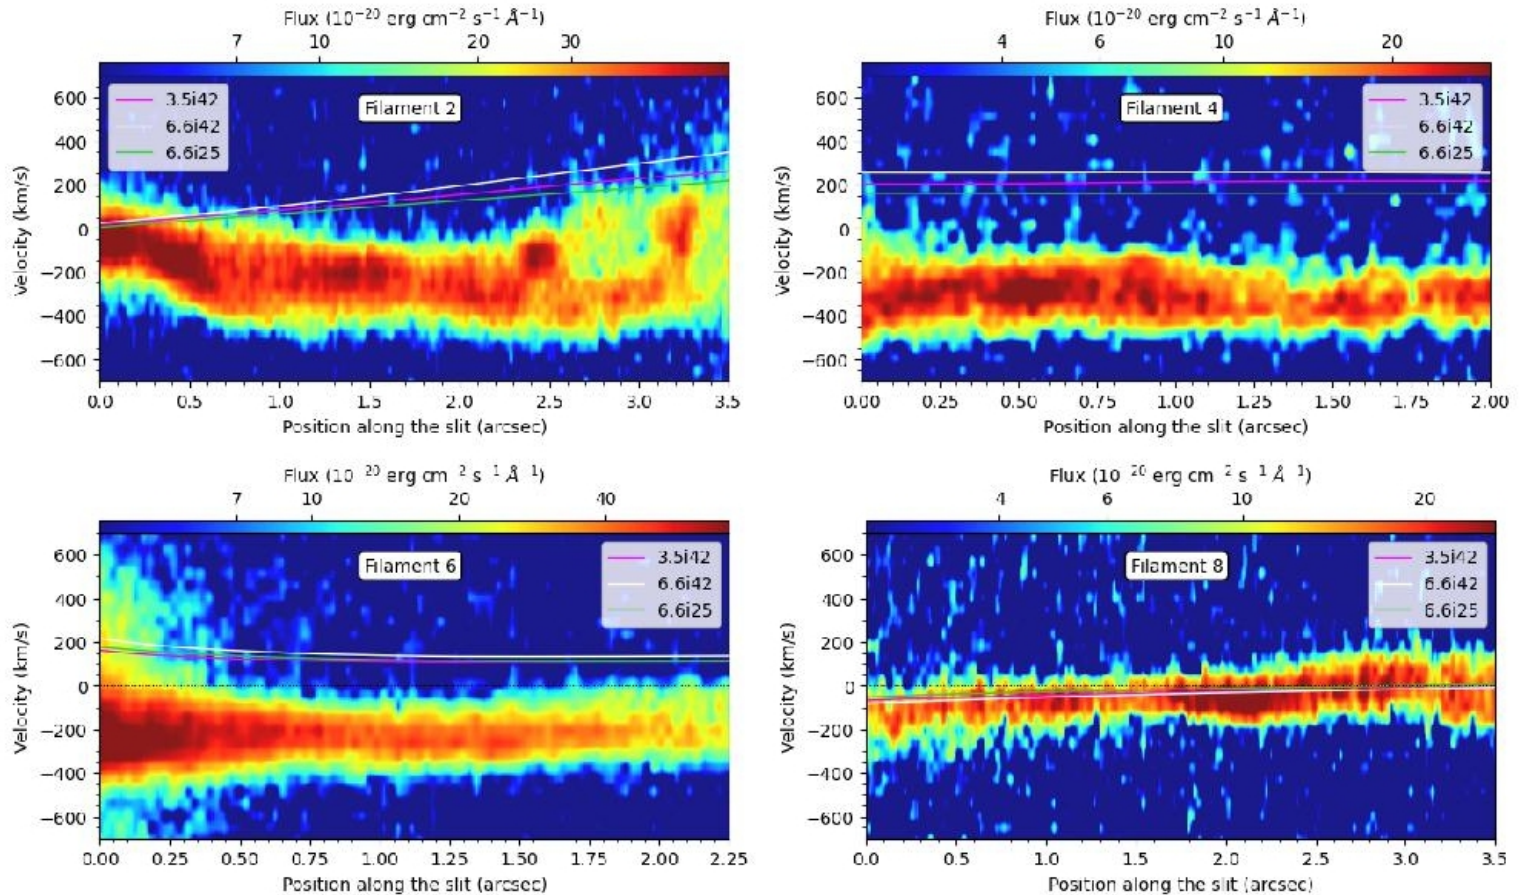 Flux (10⁻²⁰ erg cm⁻² s⁻¹ Å⁻¹)
7 10 20 30
600
400
200
0
−200
−400
−600
Velocity (km/s)
3.5i42
6.6i42
6.6i25
Filament 2
0.0 0.5 1.0 1.5 2.0 2.5 3.0 3.5
Position along the slit (arcsec)
Flux (10⁻²⁰ erg cm⁻² s⁻¹ Å⁻¹)
4 6 10 20
600
400
200
0
−200
−400
−600
Velocity (km/s)
Filament 4
3.5i42
6.6i42
6.6i25
0.00 0.25 0.50 0.75 1.00 1.25 1.50 1.75 2.00
Position along the slit (arcsec)
Flux (10⁻²⁰ erg cm⁻² s⁻¹ Å⁻¹)
7 10 20 40
600
400
200
0
−200
−400
−600
Velocity (km/s)
Filament 6
3.5i42
6.6i42
6.6i25
0.00 0.25 0.50 0.75 1.00 1.25 1.50 1.75 2.00 2.25
Position along the slit (arcsec)
Flux (10⁻²⁰ erg cm⁻² s⁻¹ Å⁻¹)
4 6 10 20
600
400
200
0
−200
−400
−600
Velocity (km/s)
Filament 8
3.5i42
6.6i42
6.6i25
0.0 0.5 1.0 1.5 2.0 2.5 3.0 3.5
Position along the slit (arcsec)